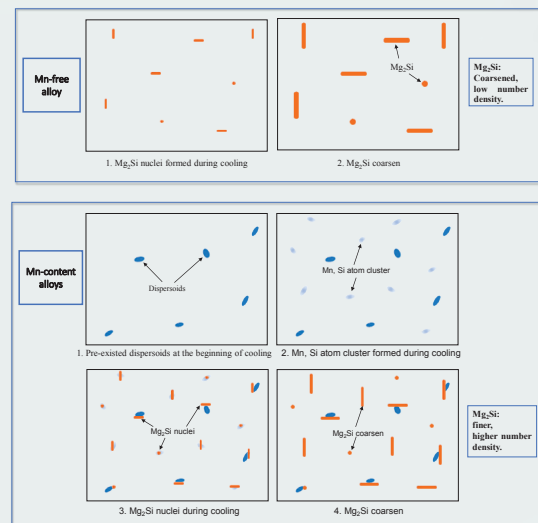 Mn-free
alloy
Mg₂Si
Mg₂Si:
Coarsened,
low number
density.
1. Mg₂Si nuclei formed during cooling
2. Mg₂Si coarsen
Mn-content
alloys
Dispersoids
Mn, Si atom cluster
1. Pre-existed dispersoids at the beginning of cooling
2. Mn, Si atom cluster formed during cooling
Mg₂Si nuclei
Mg₂Si coarsen
Mg₂Si:
finer,
higher number
density.
3. Mg₂Si nuclei during cooling
4. Mg₂Si coarsen